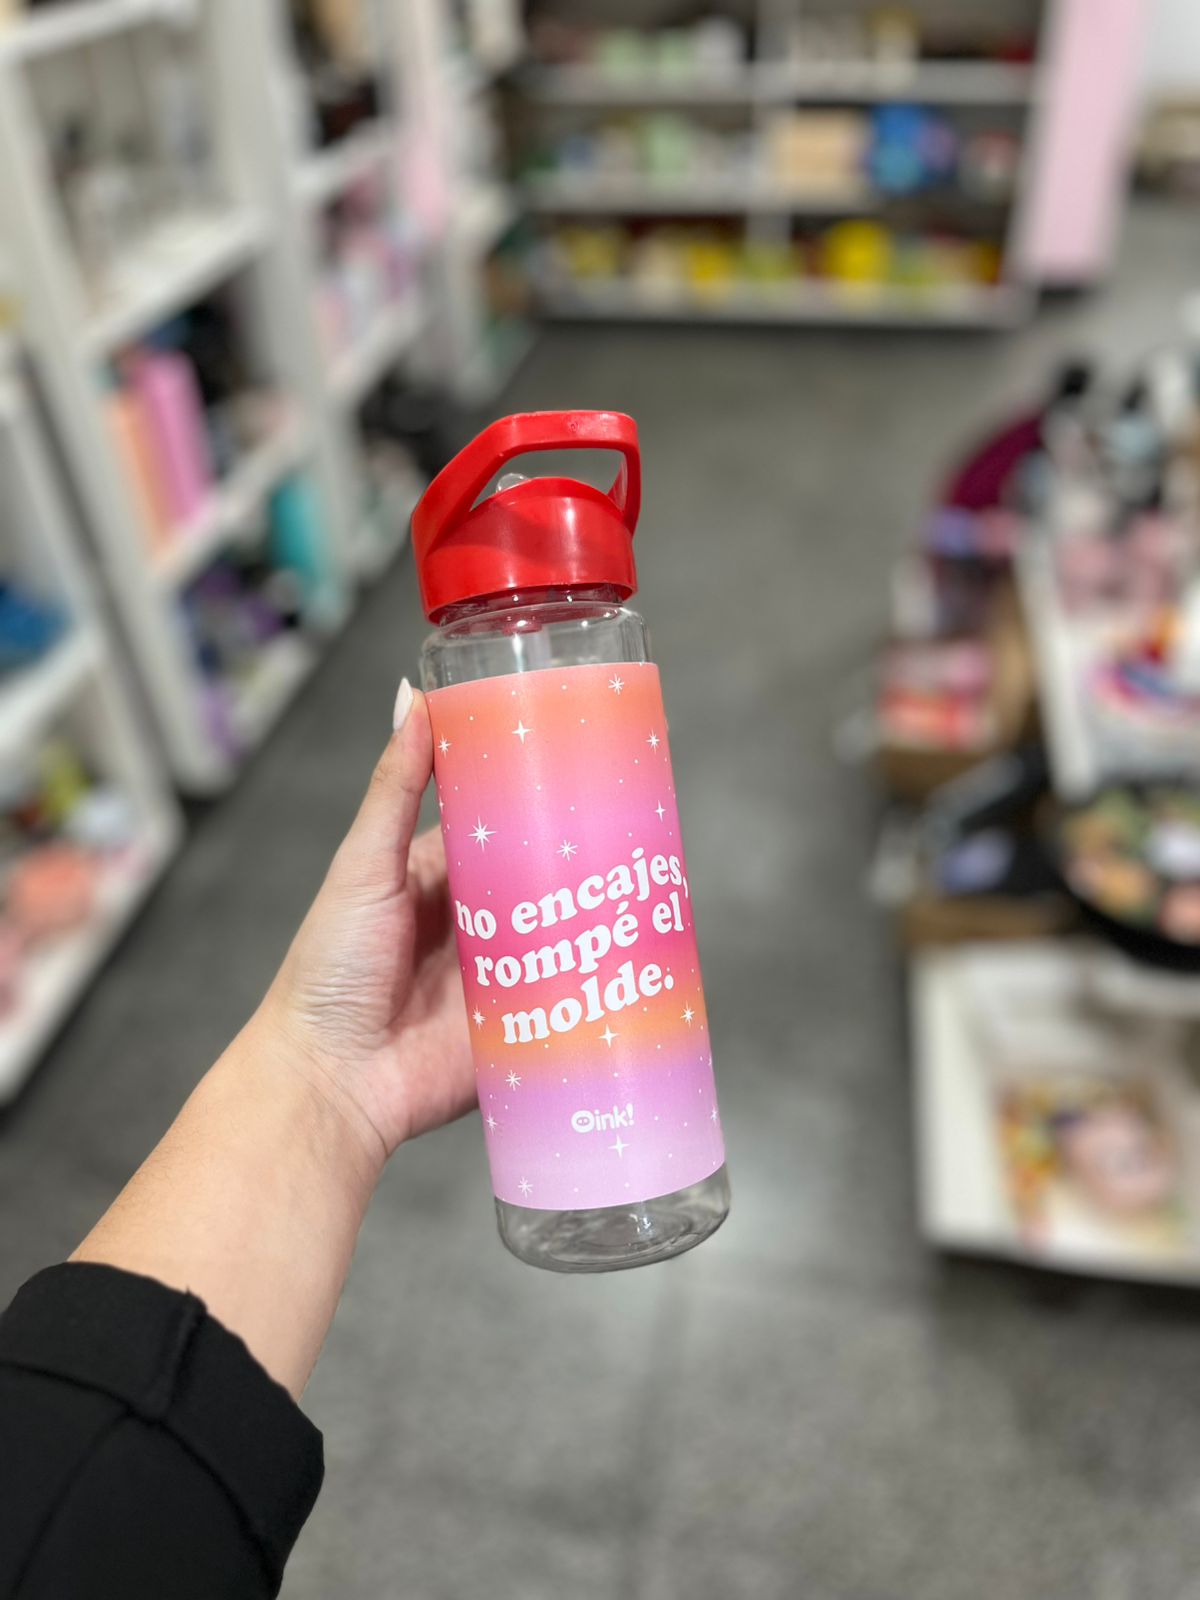 no encajes,
rompé el
molde.
Oink!